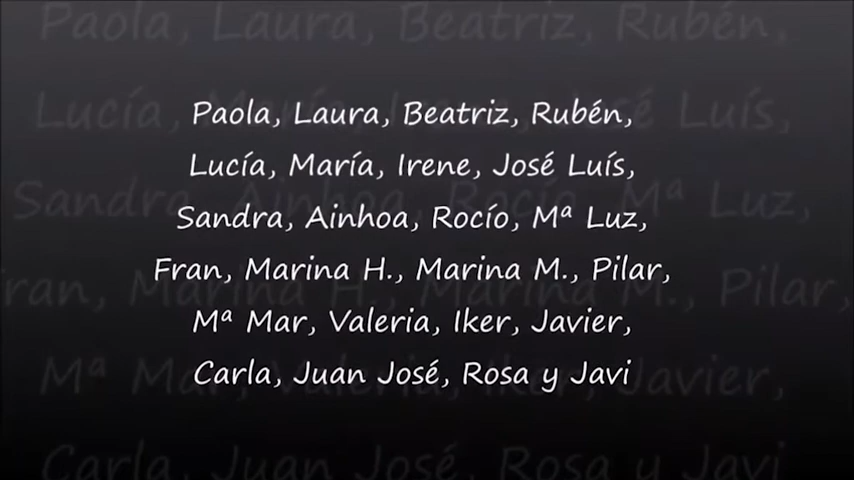 Paola, Laura, Beatriz, Rubén,
Lucía, María, Irene, José Luís,
Sandra, Ainhoa, Rocío, Mª Luz,
Fran, Marina H., Marina M., Pilar,
Mª Mar, Valeria, Iker, Javier,
Carla, Juan José, Rosa y Javi